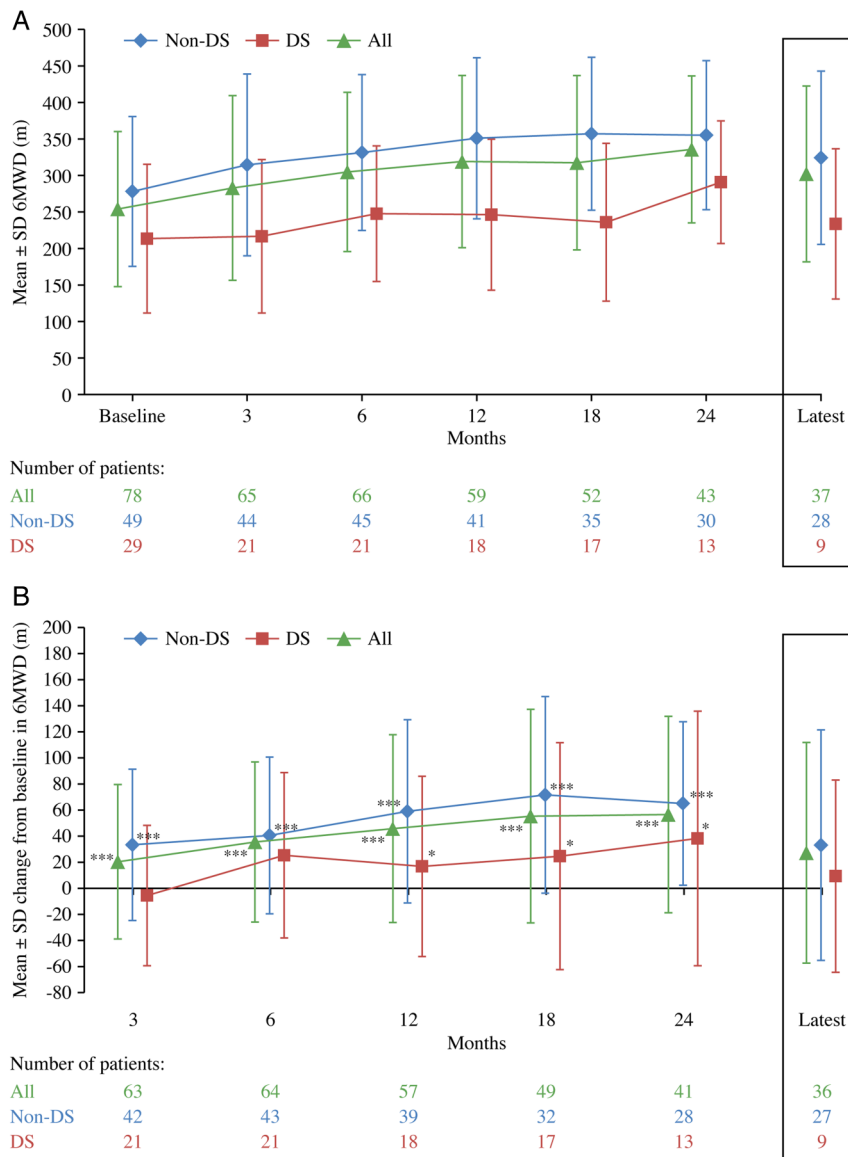 A
Non-DS DS All
Mean ± SD 6MWD (m)
500
450
400
350
300
250
200
150
100
50
0
Baseline 3 6 12 18 24 Latest
Months
Number of patients:
All 78 65 66 59 52 43 37
Non-DS 49 44 45 41 35 30 28
DS 29 21 21 18 17 13 9
B
Non-DS DS All
Mean ± SD change from baseline in 6MWD (m)
200
180
160
140
120
100
80
60
40
20
0
-20
-40
-60
-80
*** *** *** *** *** *** * *** *** * *** *** *
3 6 12 18 24 Latest
Months
Number of patients:
All 63 64 57 49 41 36
Non-DS 42 43 39 32 28 27
DS 21 21 18 17 13 9